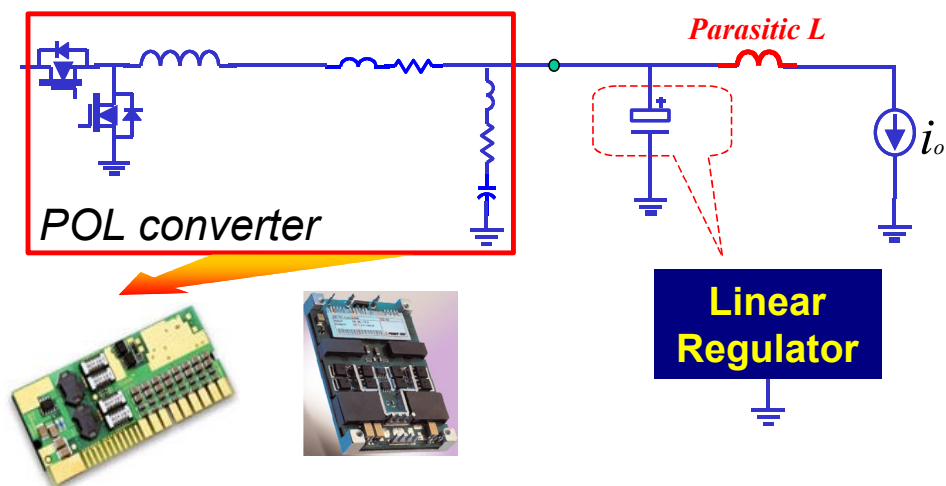 Parasitic L
+
i_o
POL converter
Linear
Regulator